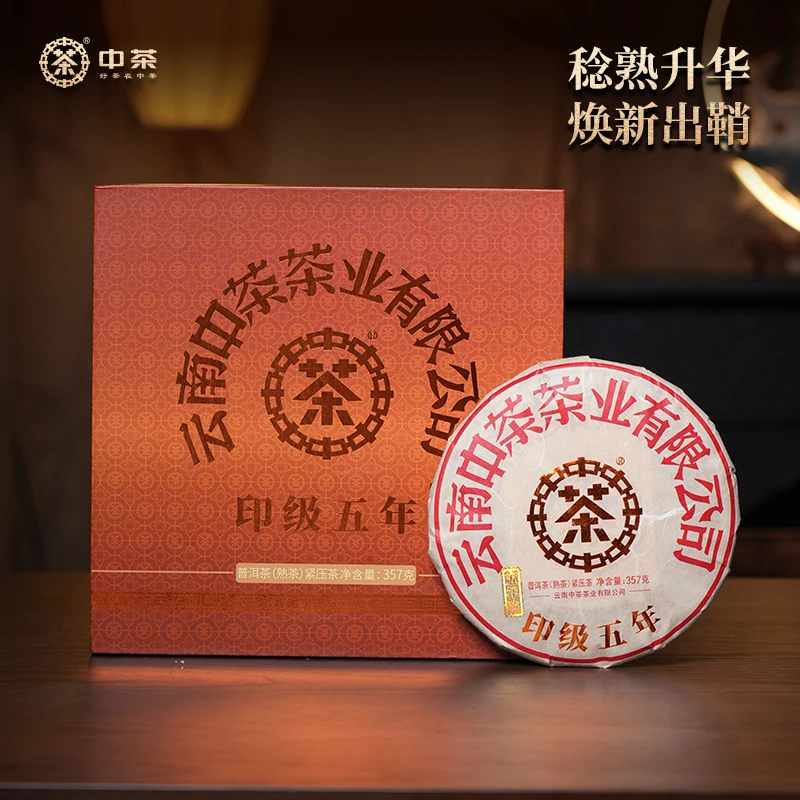 中茶
好茶在中茶
稔熟升华
焕新出鞘
云南中茶茶业有限公司
茶
印级五年
普洱茶(熟茶)紧压茶净含量:357克
云南中茶茶业有限公司
茶
普洱茶(熟茶) 紧压茶 净含量:357克
云南中茶茶业有限公司
印级五年